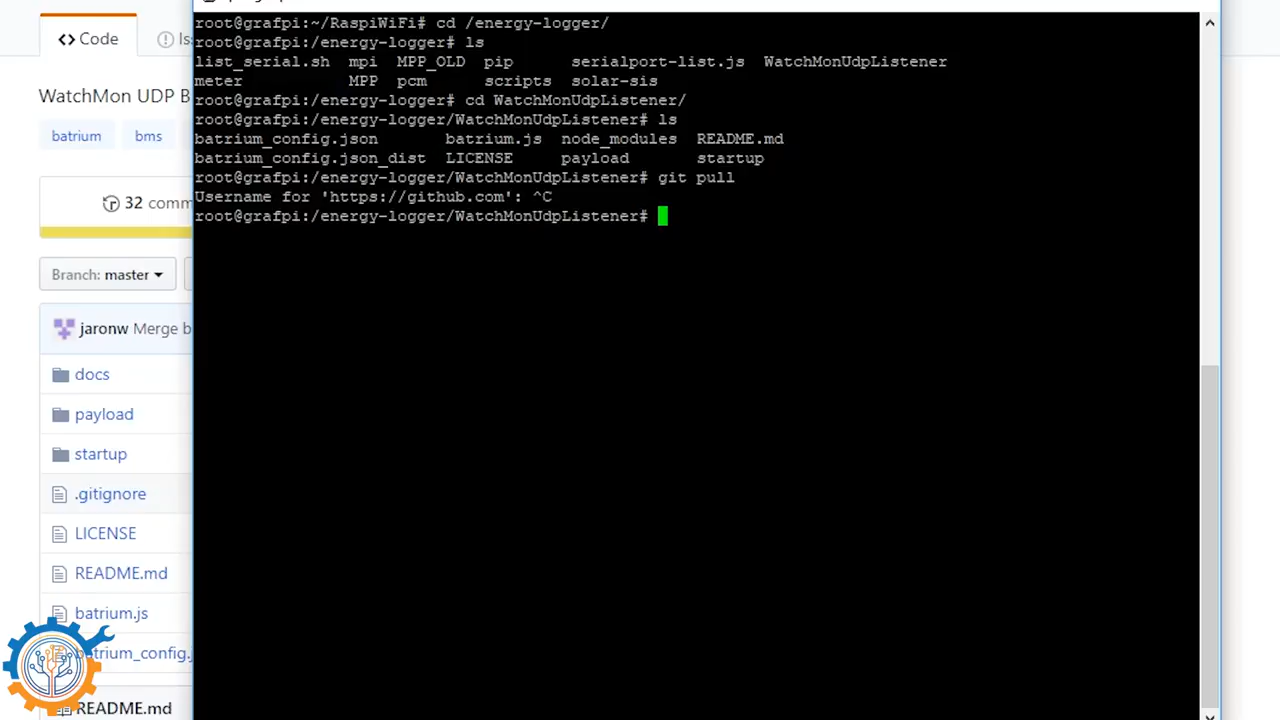 root@grafpi:~/RaspiWiFi# cd /energy-logger/
root@grafpi:/energy-logger# ls
list_serial.sh mpi MPP_OLD pip serialport-list.js WatchMonUdpListener
meter MPP pcm scripts solar-sis
root@grafpi:/energy-logger# cd WatchMonUdpListener/
root@grafpi:/energy-logger/WatchMonUdpListener# ls
batrium_config.json batrium.js node_modules README.md
batrium_config.json_dist LICENSE payload startup
root@grafpi:/energy-logger/WatchMonUdpListener# git pull
Username for 'https://github.com': ^C
root@grafpi:/energy-logger/WatchMonUdpListener#
Code
WatchMon UDP B
batrium bms
32 comm
Branch: master
jaronw Merge b
docs
payload
startup
.gitignore
LICENSE
README.md
batrium.js
batrium_config.j
README.md